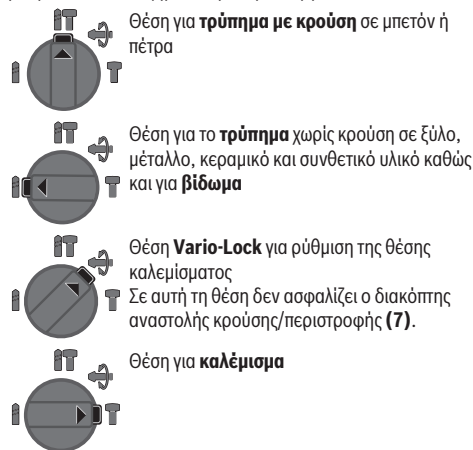 Θέση για τρύπημα με κρούση σε μπετόν ή
πέτρα
Θέση για το τρύπημα χωρίς κρούση σε ξύλο,
μέταλλο, κεραμικό και συνθετικό υλικό καθώς
και για βίδωμα
Θέση Vario-Lock για ρύθμιση της θέσης
καλεμίσματος
Σε αυτή τη θέση δεν ασφαλίζει ο διακόπτης
αναστολής κρούσης/περιστροφής (7).
Θέση για καλέμισμα